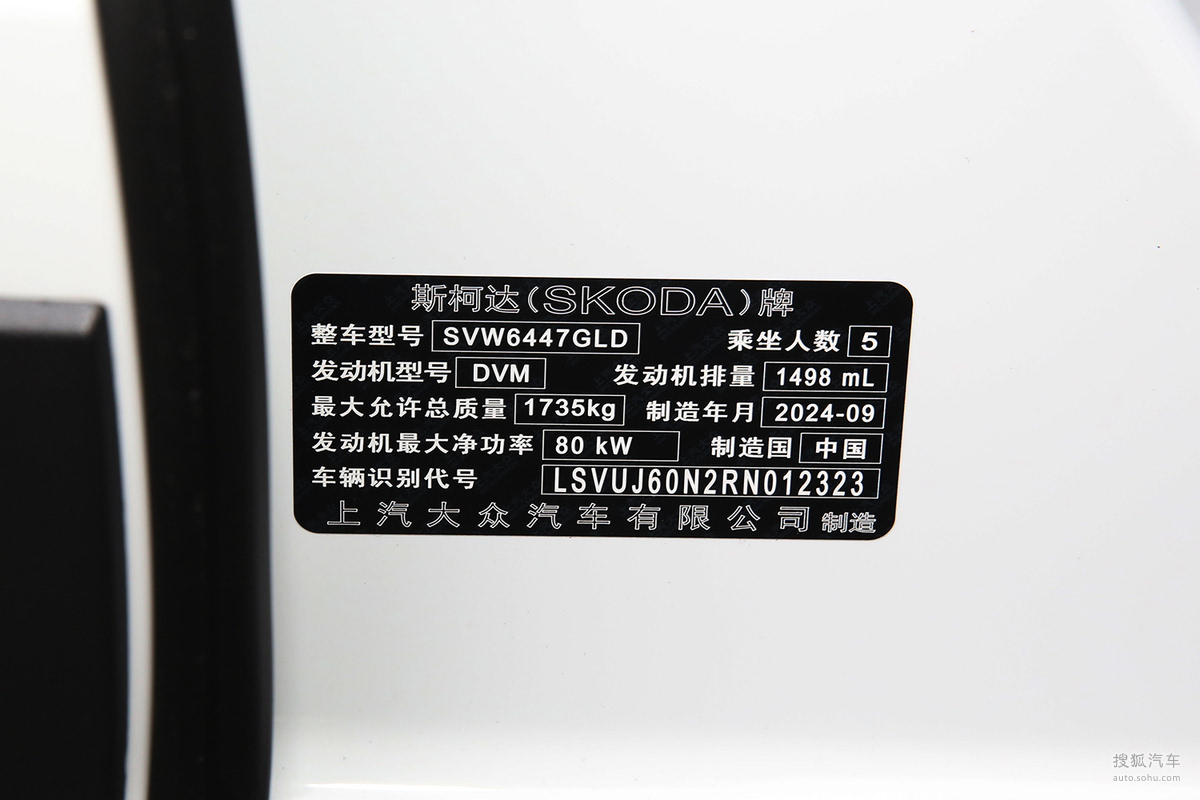 斯柯达(SKODA)牌
整车型号 SVW6447GLD 乘坐人数 5
发动机型号 DVM 发动机排量 1498 mL
最大允许总质量 1735kg 制造年月 2024-09
发动机最大净功率 80 kW 制造国 中国
车辆识别代号 LSVUJ60N2RN012323
上汽大众汽车有限公司 制造
搜狐汽车
auto.sohu.com